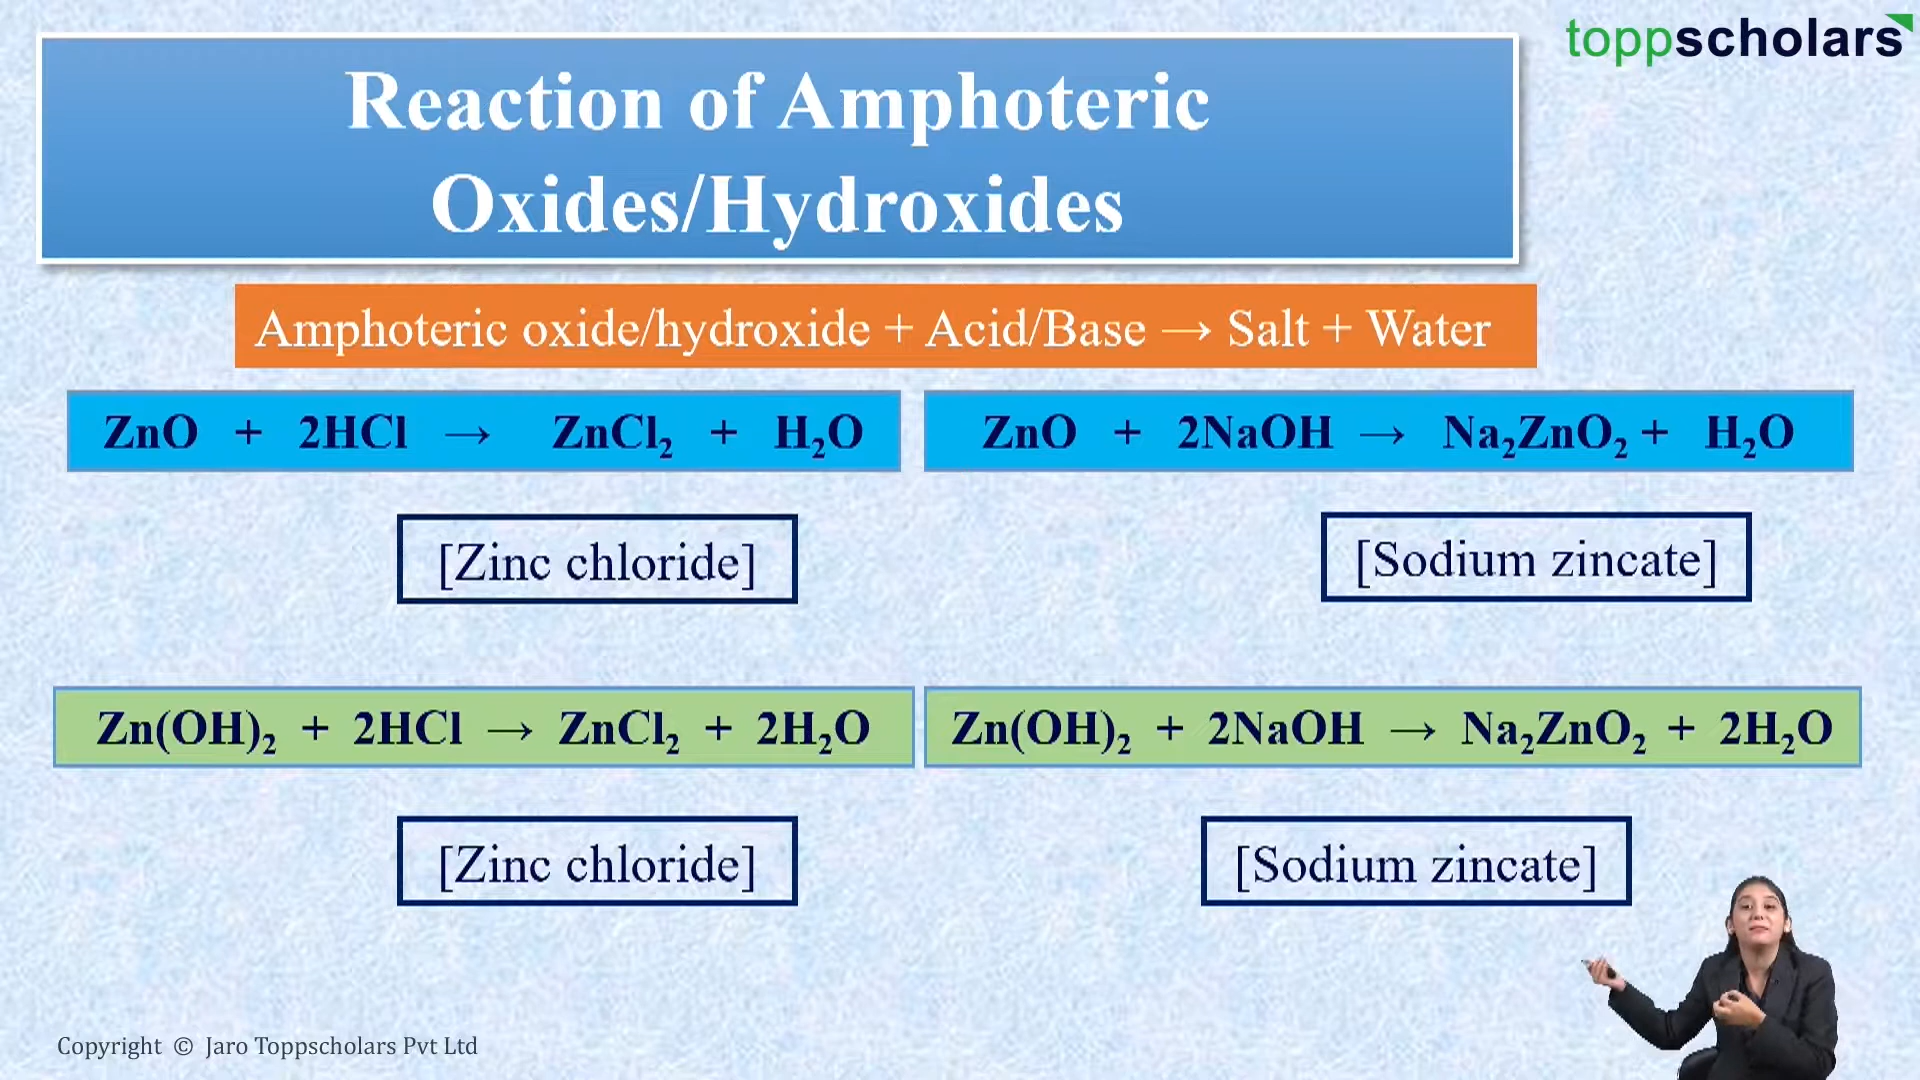 toppscholars
Reaction of Amphoteric
Oxides/Hydroxides
Amphoteric oxide/hydroxide + Acid/Base → Salt + Water
ZnO + 2HCl → ZnCl₂ + H₂O
ZnO + 2NaOH → Na₂ZnO₂ + H₂O
[Zinc chloride]
[Sodium zincate]
Zn(OH)₂ + 2HCl → ZnCl₂ + 2H₂O
Zn(OH)₂ + 2NaOH → Na₂ZnO₂ + 2H₂O
[Zinc chloride]
[Sodium zincate]
Copyright © Jaro Toppscholars Pvt Ltd